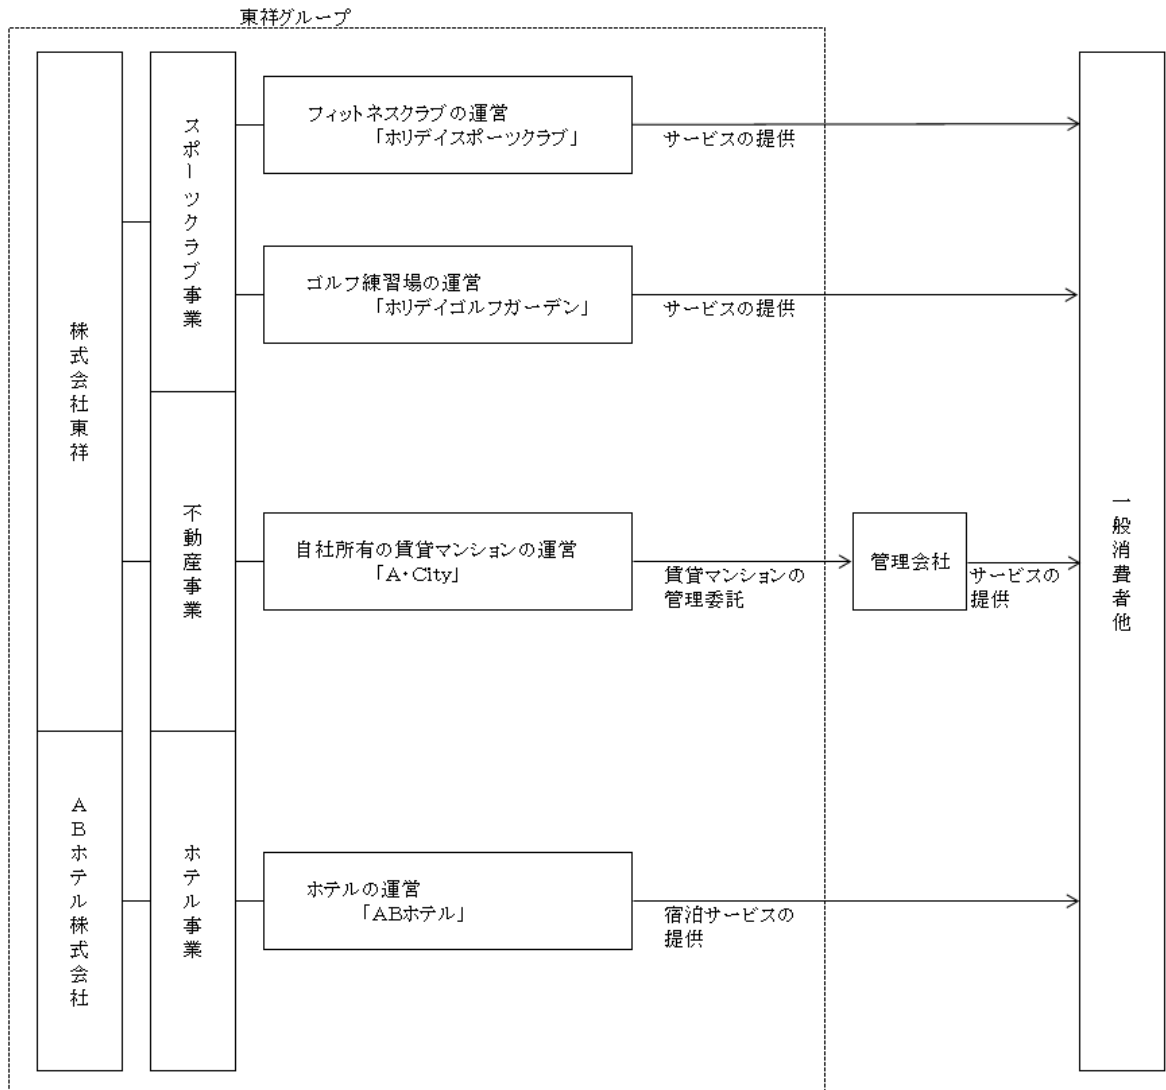 東祥グループ
株式会社東祥
スポーツクラブ事業
フィットネスクラブの運営
「ホリデイスポーツクラブ」
サービスの提供
ゴルフ練習場の運営
「ホリデイゴルフガーデン」
サービスの提供
不動産事業
自社所有の賃貸マンションの運営
「A・City」
賃貸マンションの
管理委託
管理会社
サービスの
提供
一般消費者他
ABホテル株式会社
ホテル事業
ホテルの運営
「ABホテル」
宿泊サービスの
提供